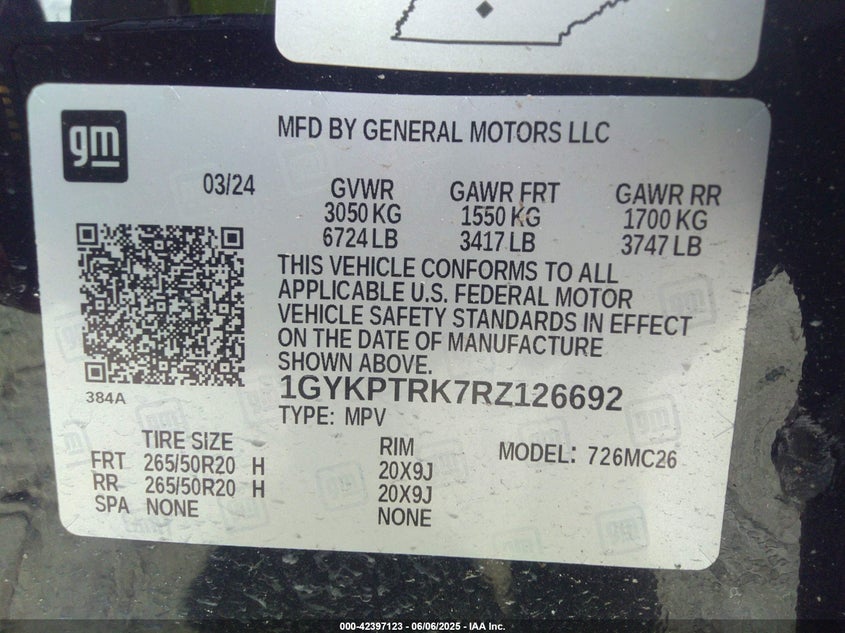 gm
MFD BY GENERAL MOTORS LLC
03/24 GVWR GAWR FRT GAWR RR
3050 KG 1550 KG 1700 KG
6724 LB 3417 LB 3747 LB
THIS VEHICLE CONFORMS TO ALL
APPLICABLE U.S. FEDERAL MOTOR
VEHICLE SAFETY STANDARDS IN EFFECT
ON THE DATE OF MANUFACTURE
SHOWN ABOVE.
384A
1GYKPTRK7RZ126692
TYPE: MPV
TIRE SIZE RIM MODEL: 726MC26
FRT 265/50R20 H 20X9J
RR 265/50R20 H 20X9J
SPA NONE NONE
000-42397123 - 06/06/2025 - IAA Inc.